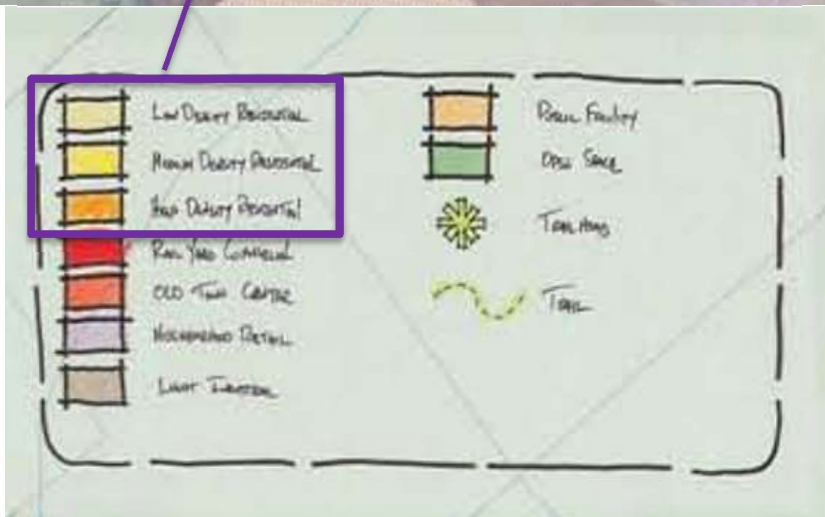 Low Density Residential
Medium Density Residential
High Density Residential
Rail Yard Commercial
Old Town Centre
Neighborhood Retail
Light Industrial
Public Facility
Open Space
Trail Head
Trail